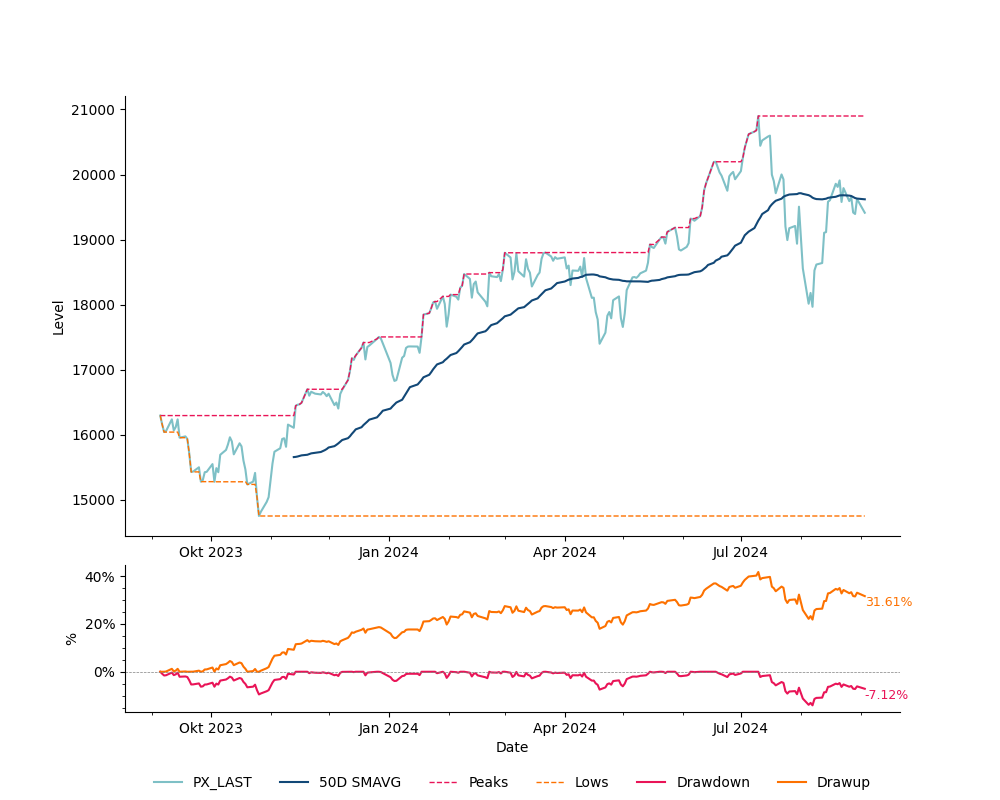 21000
20000
19000
18000
17000
16000
15000
Level
Okt 2023 Jan 2024 Apr 2024 Jul 2024
40%
20%
0%
%
31.61%
-7.12%
Okt 2023 Jan 2024 Apr 2024 Jul 2024
Date
PX_LAST 50D SMAVG Peaks Lows Drawdown Drawup